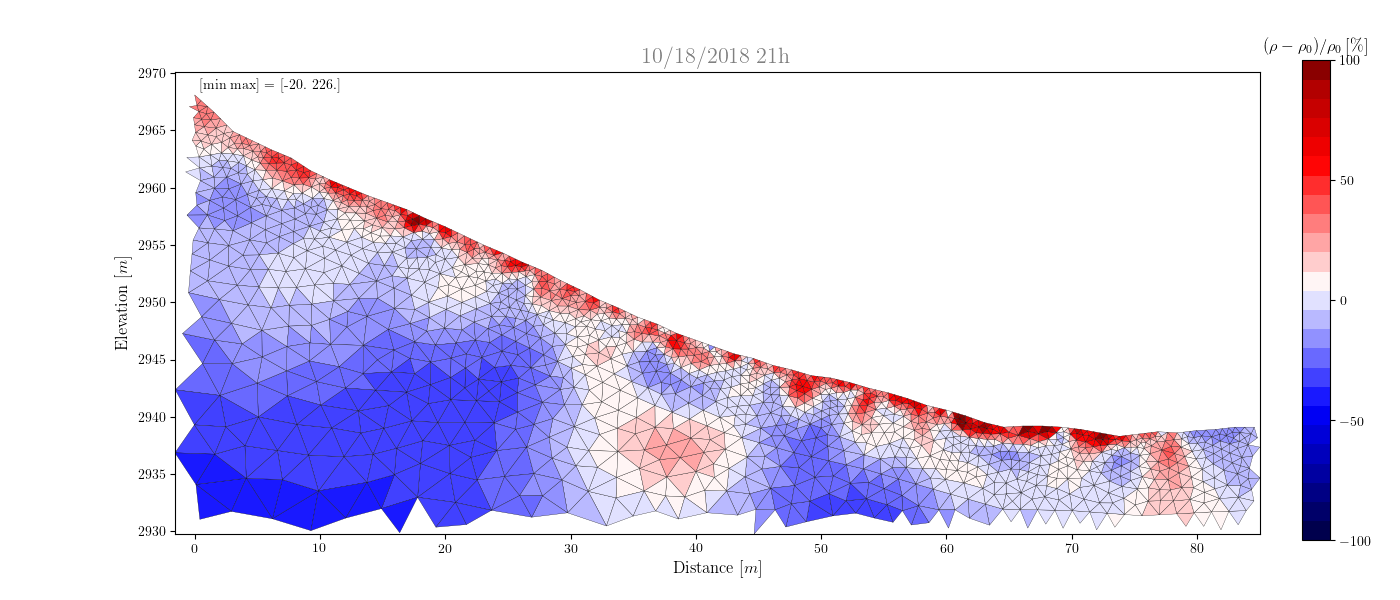 10/18/2018 21h
(ρ − ρ₀)/ρ₀ [%]
[min max] = [-20. 226.]
2970
2965
2960
2955
2950
2945
2940
2935
2930
Elevation [m]
0 10 20 30 40 50 60 70 80
Distance [m]
100
50
0
−50
−100